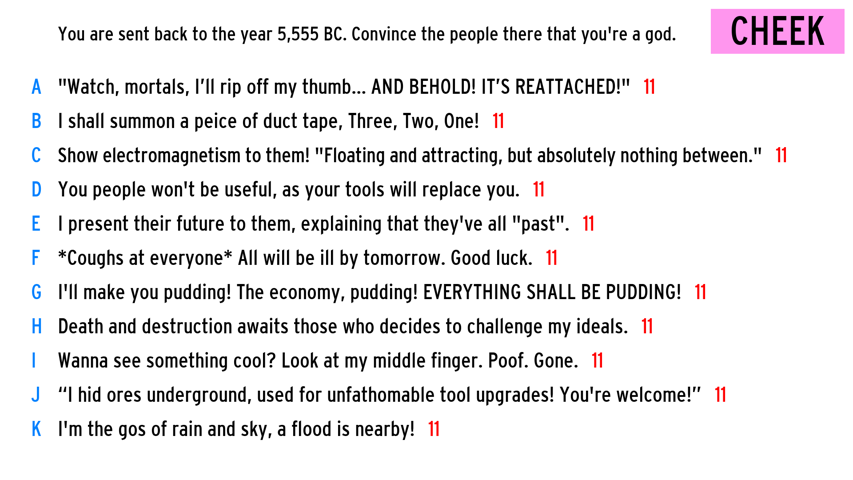 You are sent back to the year 5,555 BC. Convince the people there that you're a god.
CHEEK
A "Watch, mortals, I’ll rip off my thumb... AND BEHOLD! IT’S REATTACHED!" 11
B I shall summon a peice of duct tape, Three, Two, One! 11
C Show electromagnetism to them! "Floating and attracting, but absolutely nothing between." 11
D You people won't be useful, as your tools will replace you. 11
E I present their future to them, explaining that they've all "past". 11
F *Coughs at everyone* All will be ill by tomorrow. Good luck. 11
G I'll make you pudding! The economy, pudding! EVERYTHING SHALL BE PUDDING! 11
H Death and destruction awaits those who decides to challenge my ideals. 11
I Wanna see something cool? Look at my middle finger. Poof. Gone. 11
J “I hid ores underground, used for unfathomable tool upgrades! You're welcome!” 11
K I'm the gos of rain and sky, a flood is nearby! 11